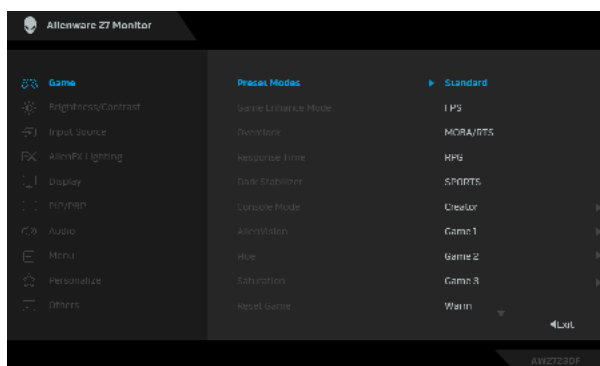 Alienware 27 Monitor
Game
Brightness/Contrast
Input Source
AlienFX Lighting
Display
PIP/PBP
Audio
Menu
Personalize
Others
Preset Modes
Game Enhance Mode
Overclock
Response Time
Dark Stabilizer
Console Mode
AlienVision
Hue
Saturation
Reset Game
Standard
FPS
MOBA/RTS
RPG
SPORTS
Creator
Game 1
Game 2
Game 3
Warm
Exit
AW2723DF